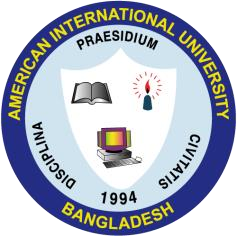 AMERICAN INTERNATIONAL UNIVERSITY
PRAESIDIUM
DISCIPLINA
CIVITATIS
1994
BANGLADESH